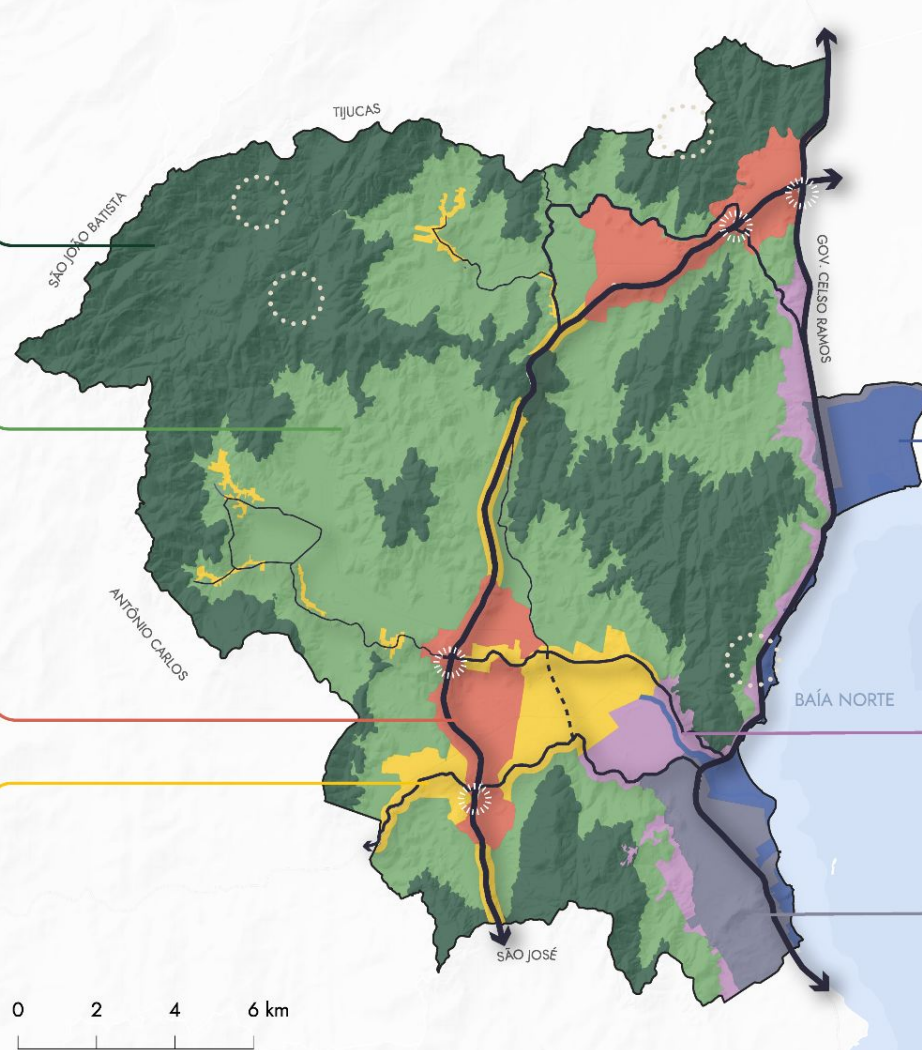 TIJUCAS
SÃO JOÃO BATISTA
GOV. CELSO RAMOS
ANTÔNIO CARLOS
BAÍA NORTE
SÃO JOSÉ
0 2 4 6 km